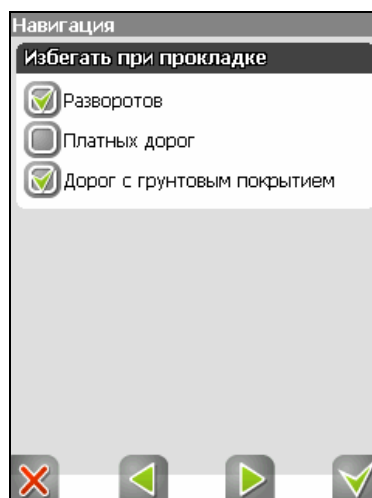 Навигация
Избегать при прокладке
Разворотов
Платных дорог
Дорог с грунтовым покрытием